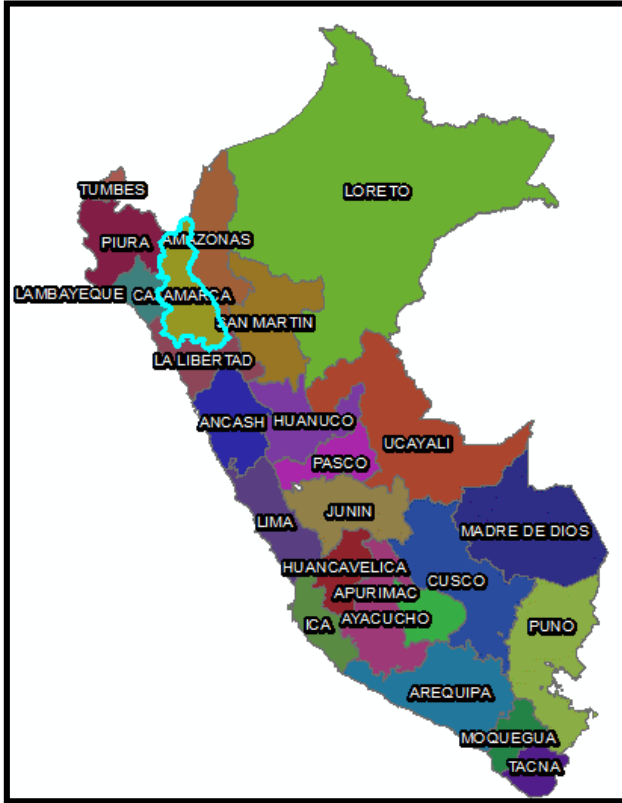 LORETO
TUMBES
PIURA
AMAZONAS
LAMBAYEQUE
CAJAMARCA
SAN MARTIN
LA LIBERTAD
ANCASH
HUANUCO
UCAYALI
PASCO
LIMA
JUNIN
MADRE DE DIOS
HUANCAVELICA
CUSCO
APURIMAC
ICA
AYACUCHO
PUNO
AREQUIPA
MOQUEGUA
TACNA